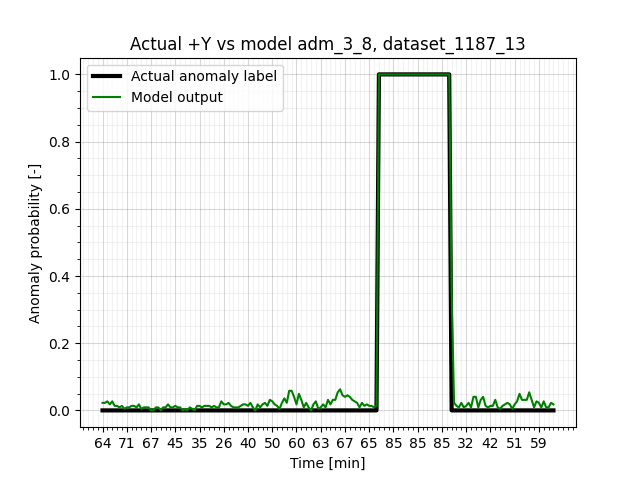 Actual +Y vs model adm_3_8, dataset_1187_13
Actual anomaly label
Model output
Anomaly probability [-]
1.0
0.8
0.6
0.4
0.2
0.0
64 71 67 45 35 26 40 50 60 63 67 65 85 85 85 32 42 51 59
Time [min]